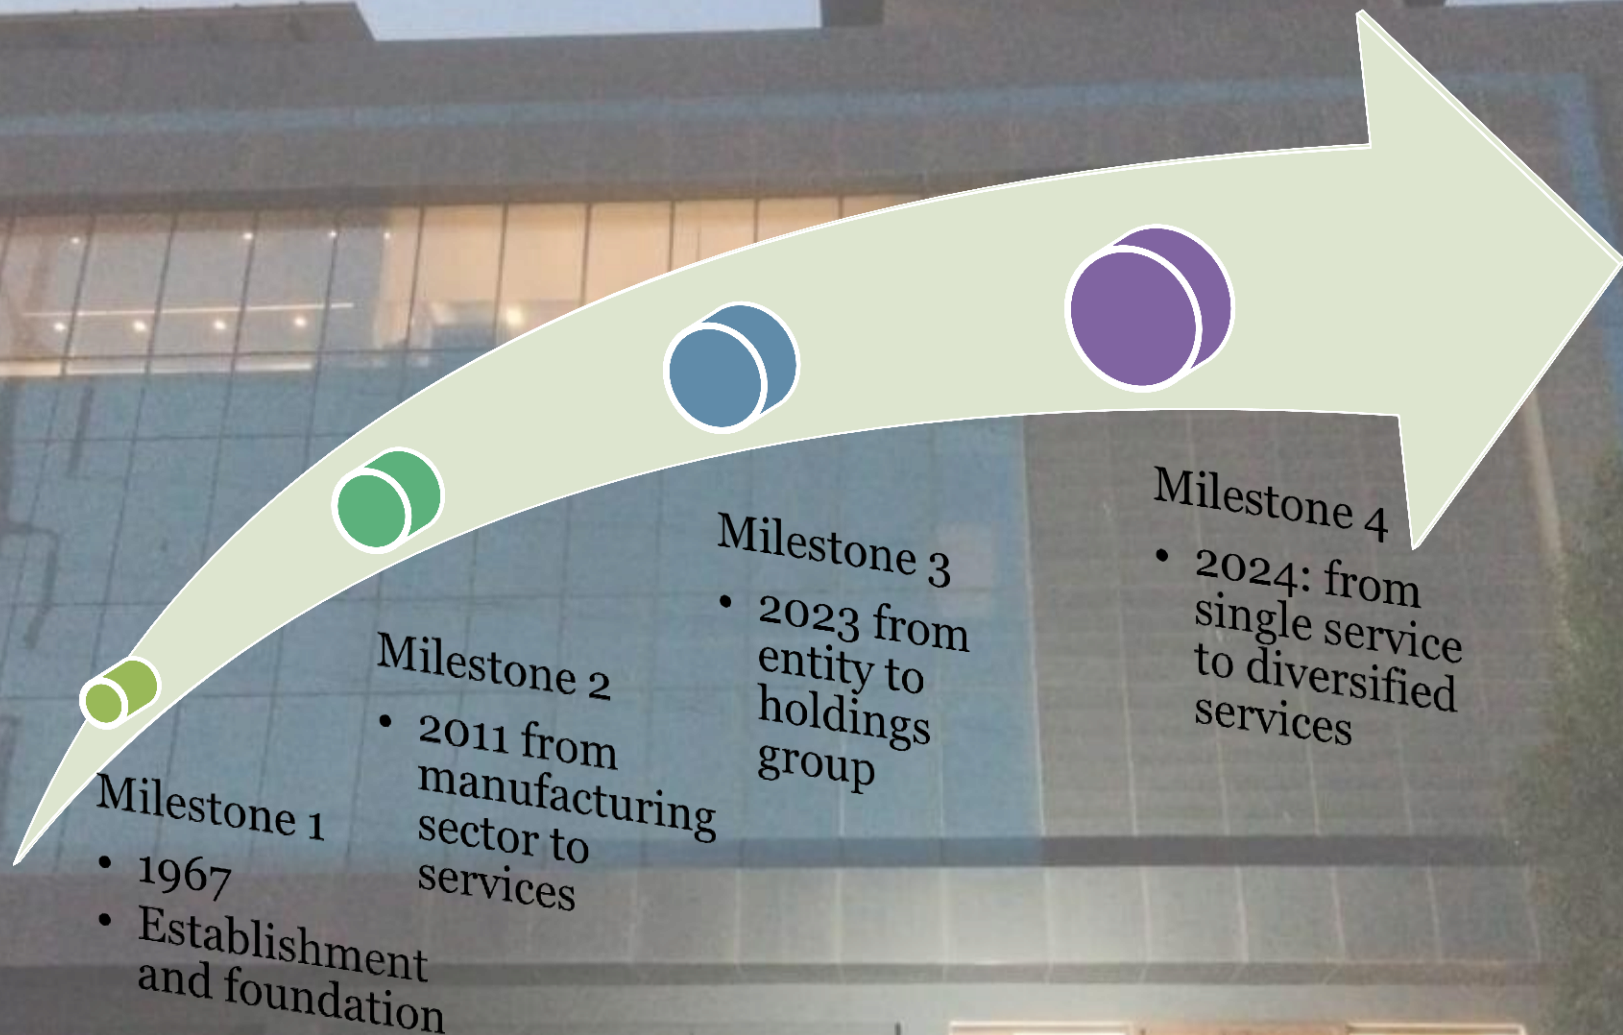 Milestone 1
• 1967
• Establishment
and foundation
Milestone 2
• 2011 from
manufacturing
sector to
services
Milestone 3
• 2023 from
entity to
holdings
group
Milestone 4
• 2024: from
single service
to diversified
services